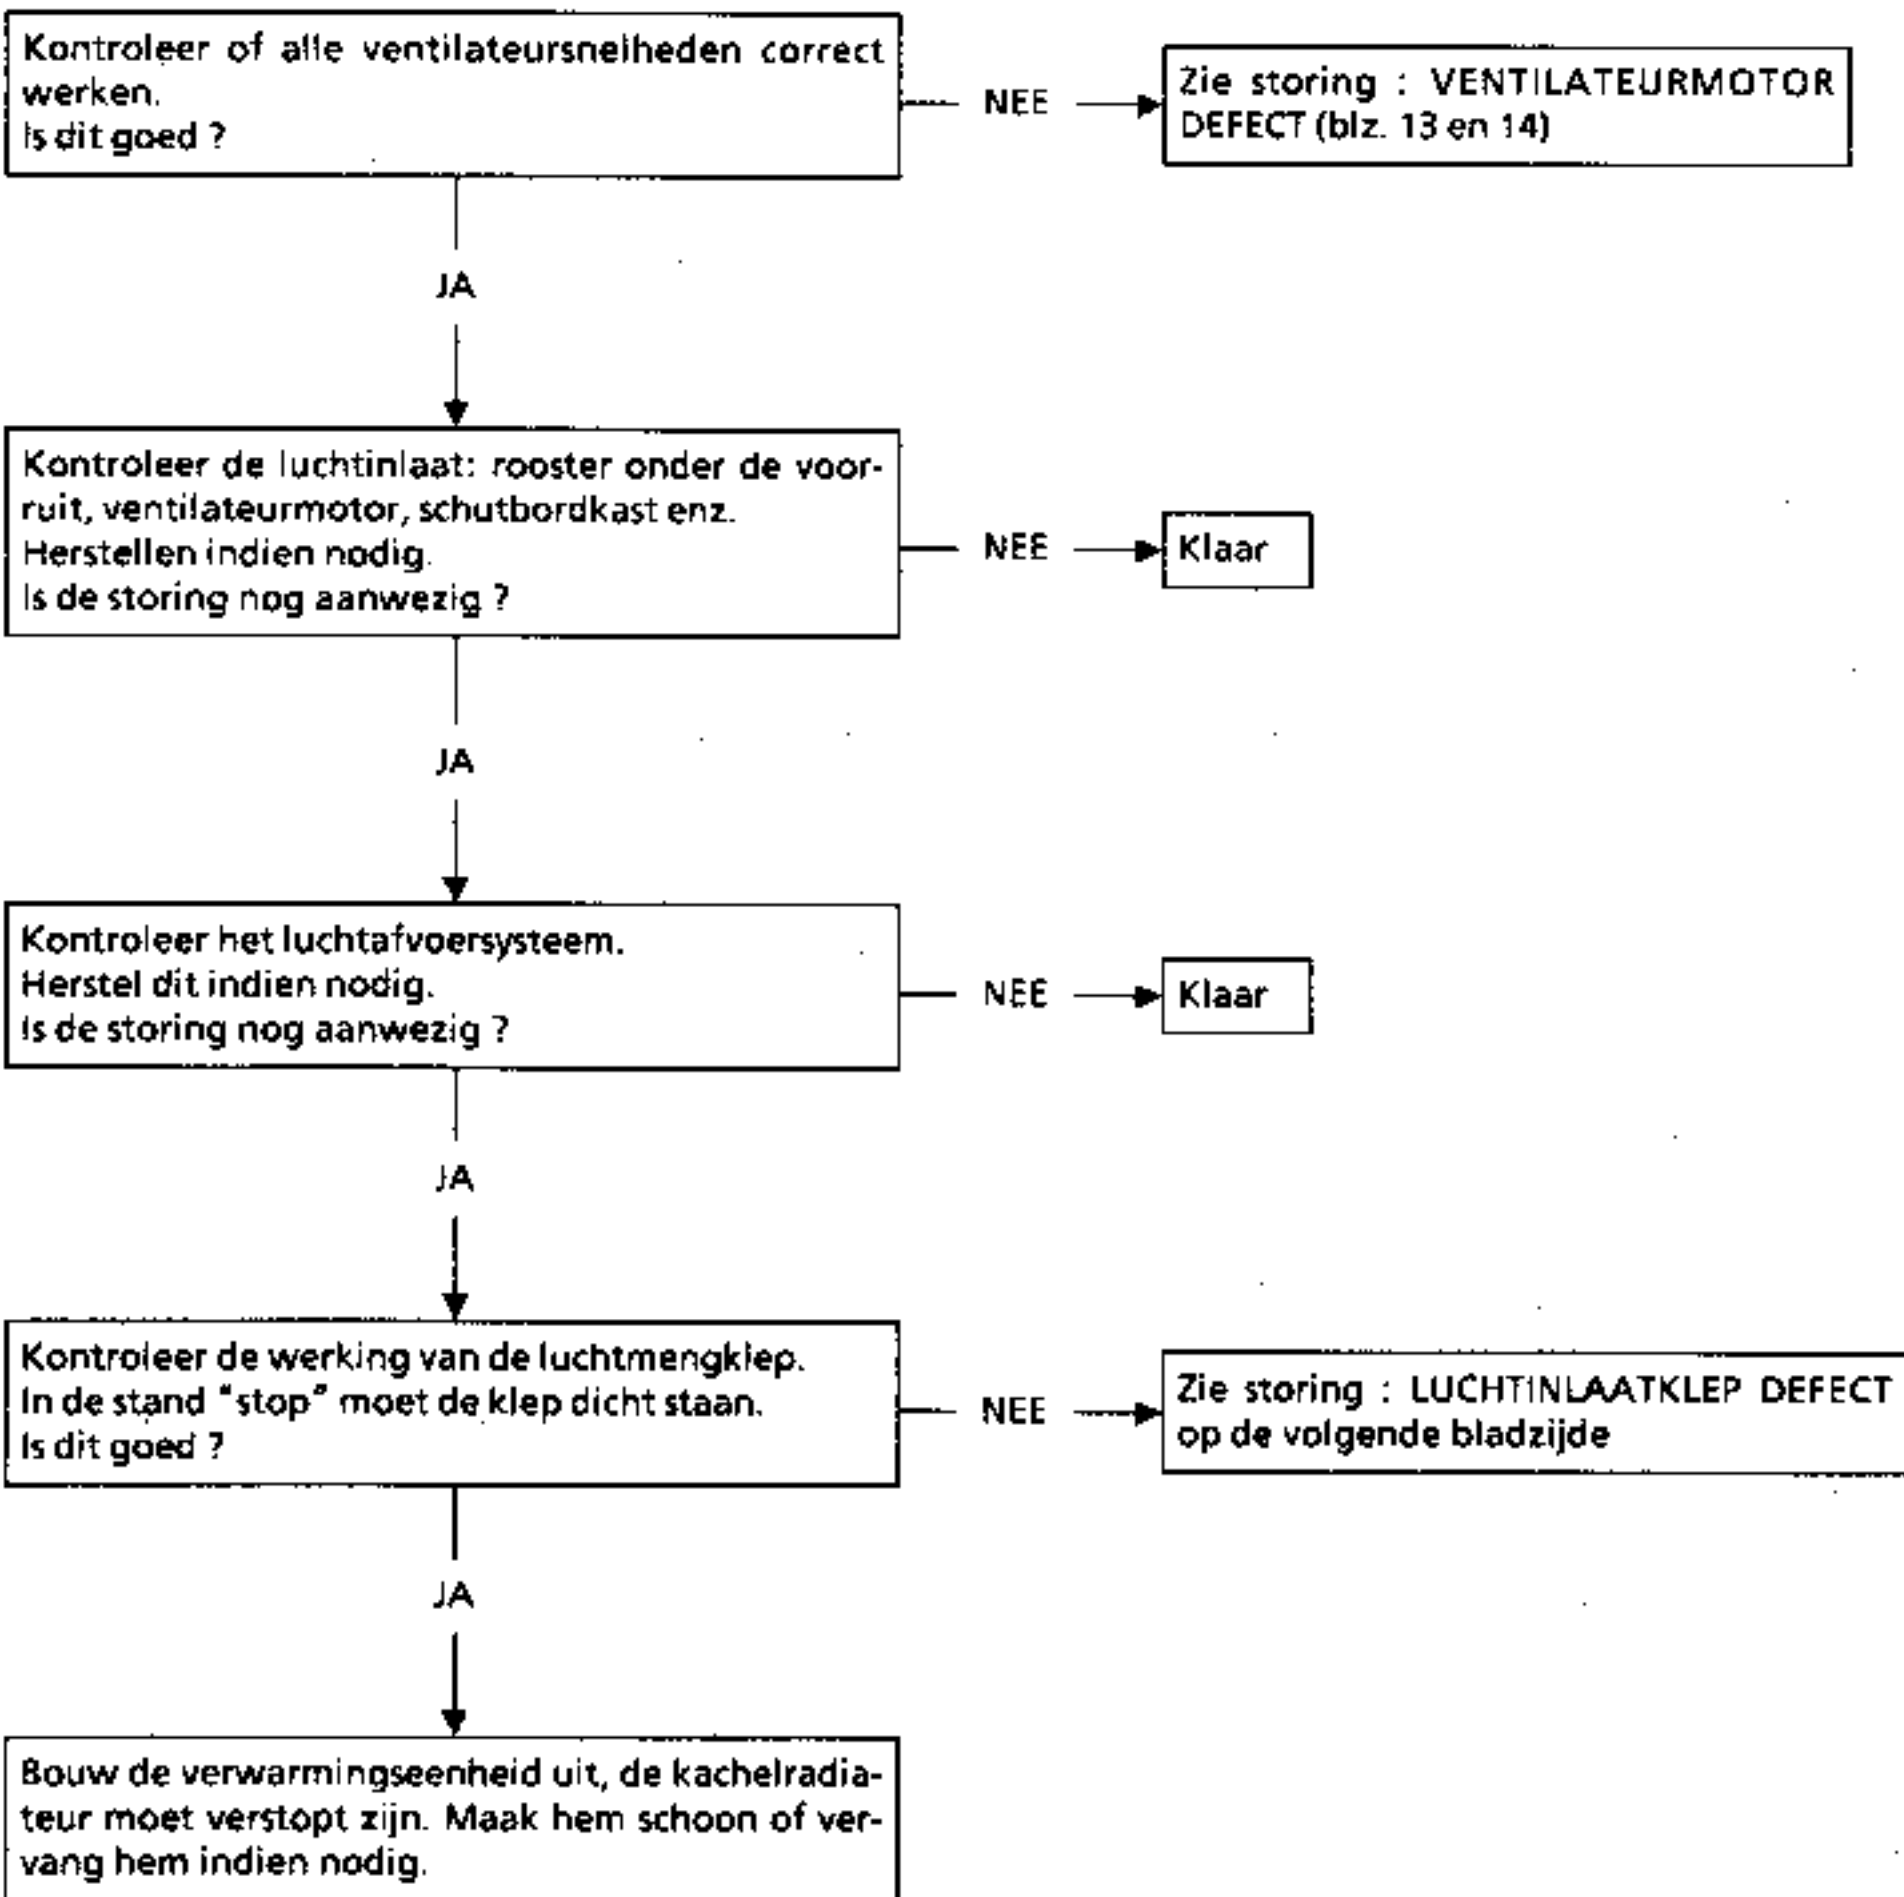 Kontroleer of alle ventilateursnelheden correct
werken.
Is dit goed ?
NEE
Zie storing : VENTILATEURMOTOR
DEFECT (blz. 13 en 14)
JA
Kontroleer de luchtinlaat: rooster onder de voor-
ruit, ventilateurmotor, schutbordkast enz.
Herstellen indien nodig.
Is de storing nog aanwezig ?
NEE
Klaar
JA
Kontroleer het luchtafvoersysteem.
Herstel dit indien nodig.
Is de storing nog aanwezig ?
NEE
Klaar
JA
Kontroleer de werking van de luchtmengklep.
In de stand "stop" moet de klep dicht staan.
Is dit goed ?
NEE
Zie storing : LUCHTINLAATKLEP DEFECT
op de volgende bladzijde
JA
Bouw de verwarmingseenheid uit, de kachelradia-
teur moet verstopt zijn. Maak hem schoon of ver-
vang hem indien nodig.